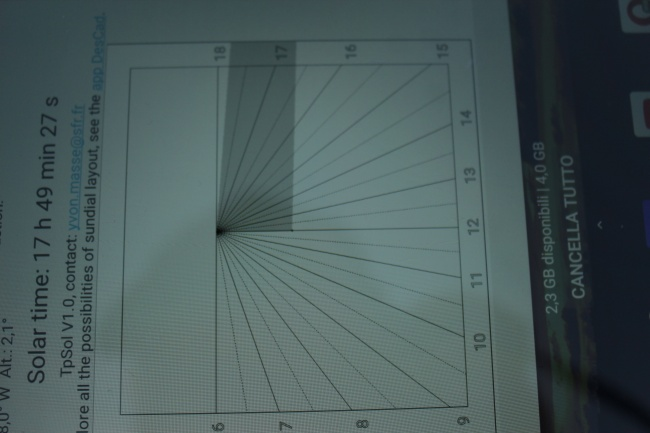 8,0° W Alt.: 2,1°
Solar time: 17 h 49 min 27 s
TpSol V1.0, contact: yvon.masse@sfr.fr
lore all the possibilities of sundial layout, see the app DesCad.
18
17
16
15
14
13
12
11
10
9
8
7
6
2,3 GB disponibili | 4,0 GB
CANCELLA TUTTO